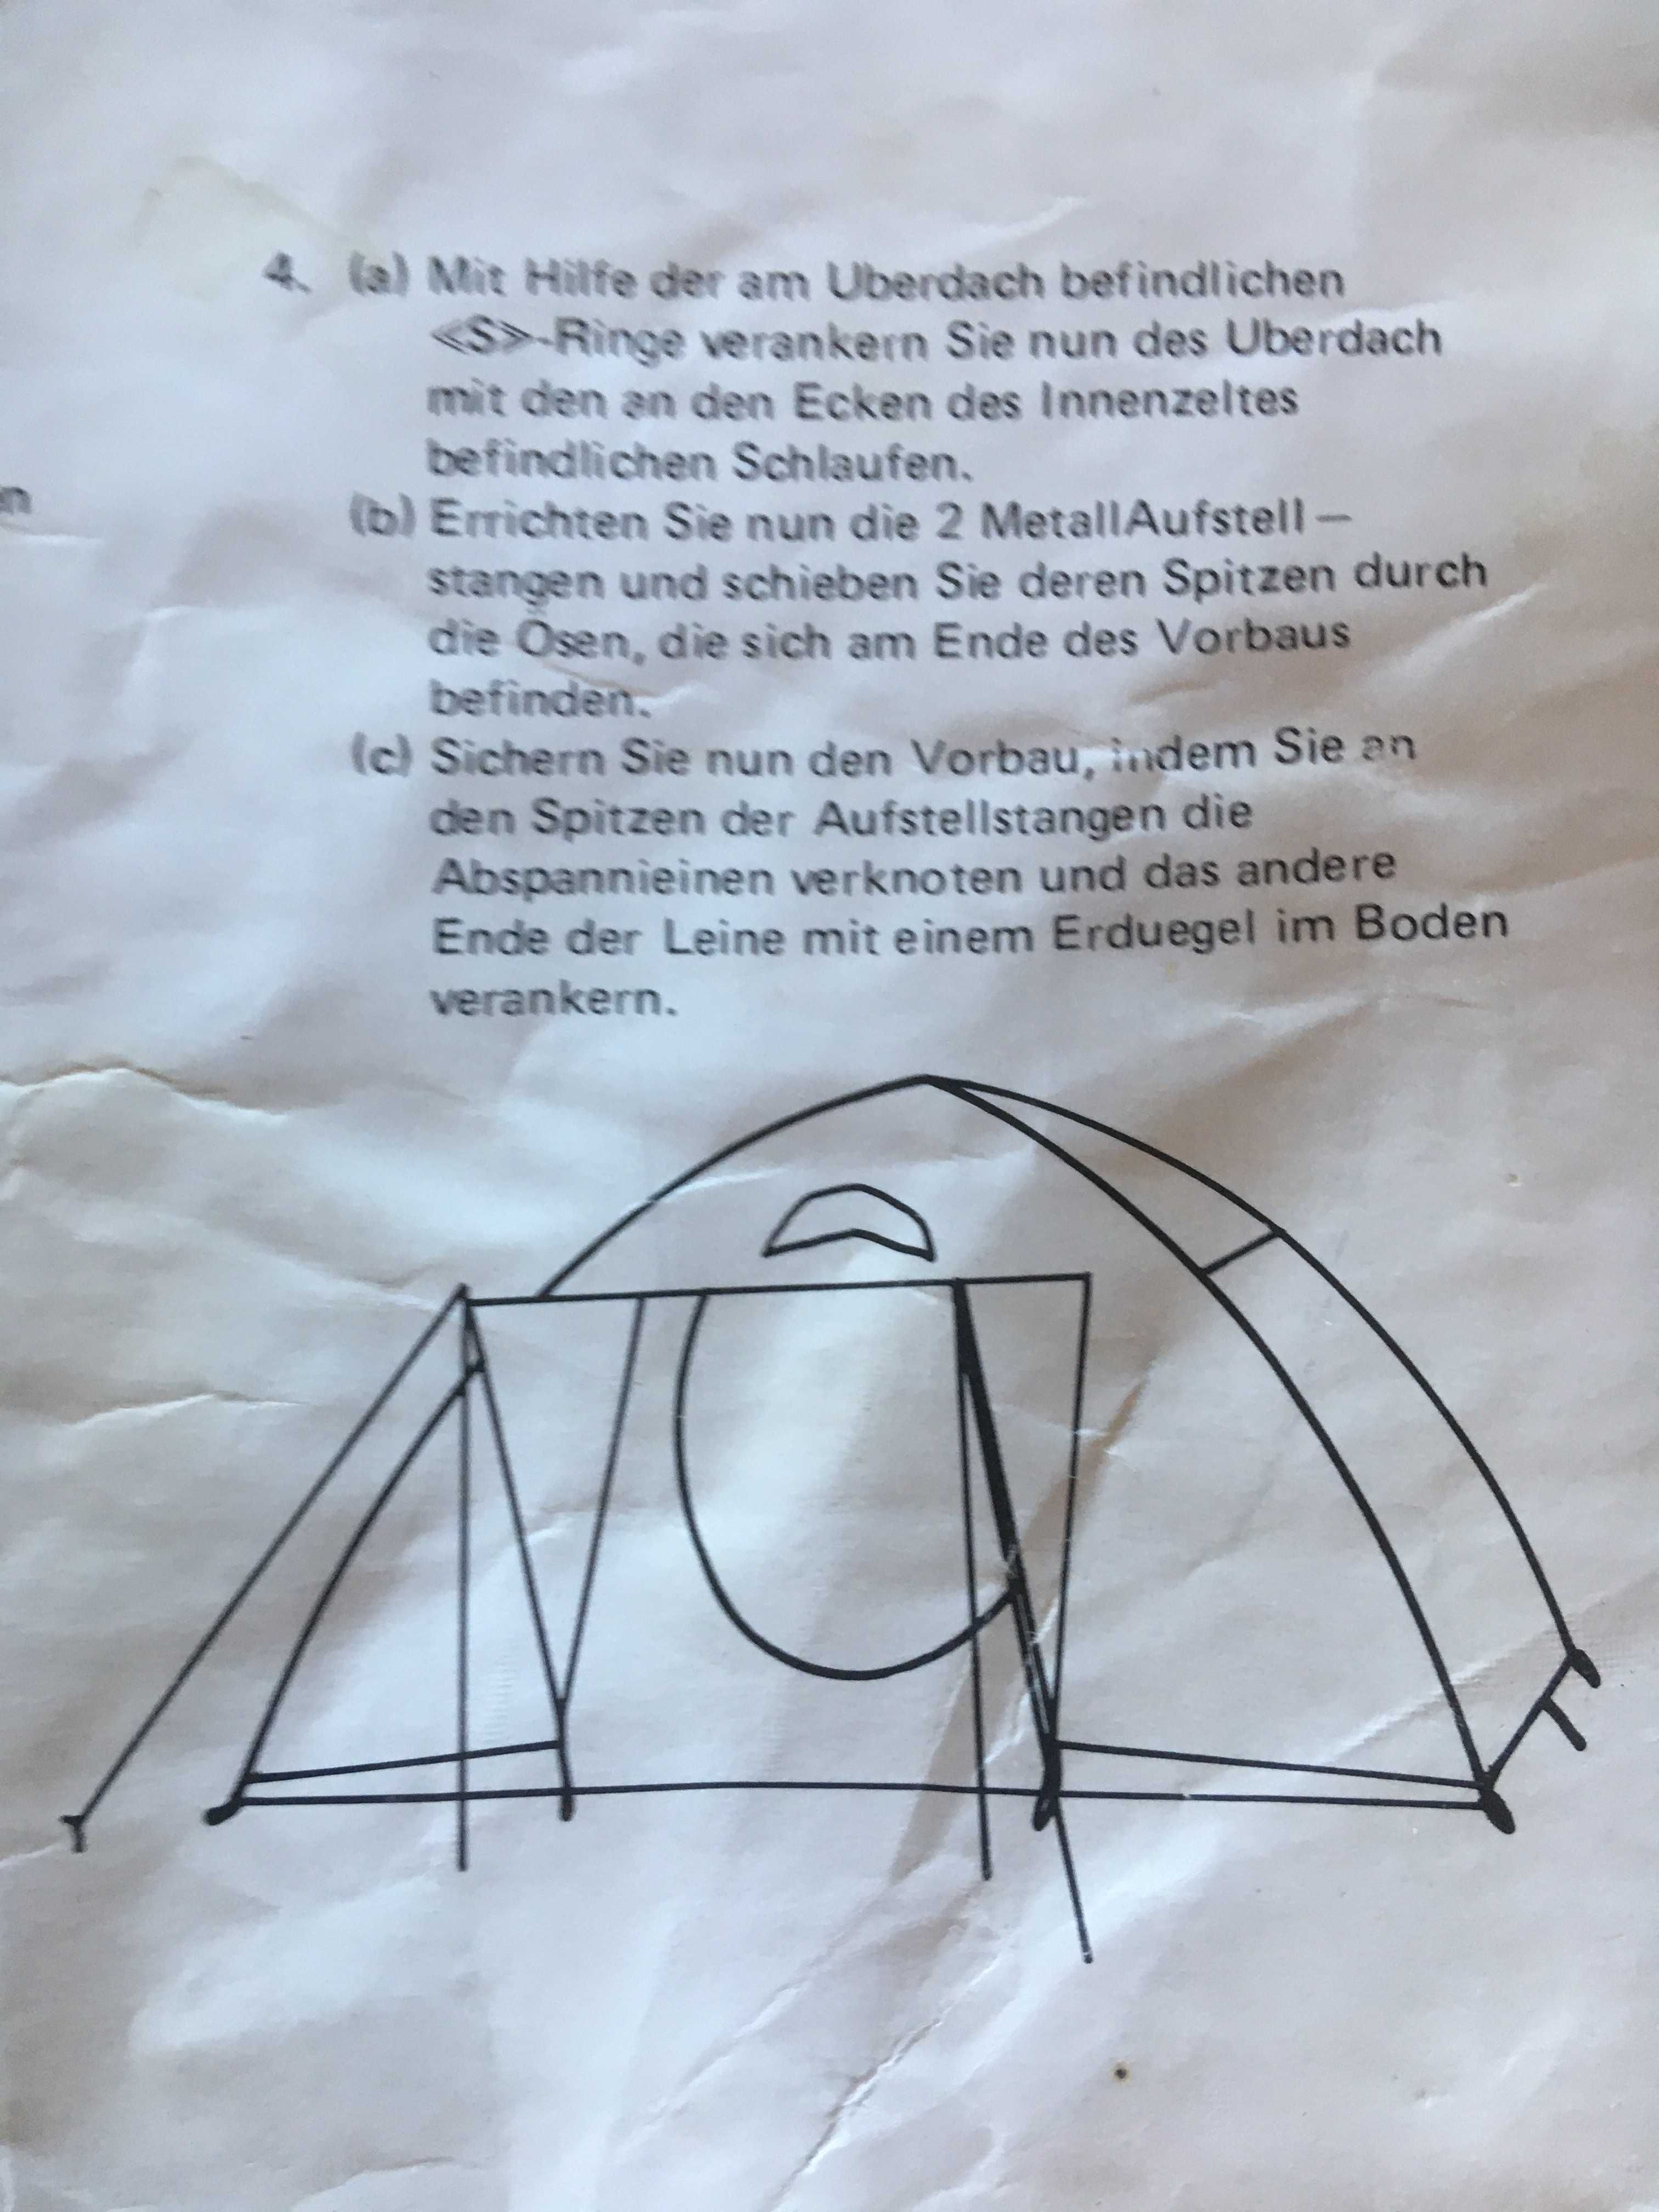 4. (a) Mit Hilfe der am Uberdach befindlichen
≪S≫-Ringe verankern Sie nun des Uberdach
mit den an den Ecken des Innenzeltes
befindlichen Schlaufen.
n
(b) Errichten Sie nun die 2 MetallAufstell –
stangen und schieben Sie deren Spitzen durch
die Ösen, die sich am Ende des Vorbaus
befinden.
(c) Sichern Sie nun den Vorbau, indem Sie an
den Spitzen der Aufstellstangen die
Abspannieinen verknoten und das andere
Ende der Leine mit einem Erduegel im Boden
verankern.